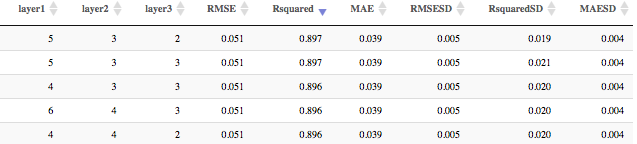 layer1 layer2 layer3 RMSE Rsquared MAE RMSESD RsquaredSD MAESD
5 3 2 0.051 0.897 0.039 0.005 0.019 0.004
5 3 3 0.051 0.897 0.039 0.005 0.021 0.004
4 3 3 0.051 0.896 0.039 0.005 0.020 0.004
6 4 3 0.051 0.896 0.039 0.005 0.020 0.004
4 4 2 0.051 0.896 0.039 0.005 0.020 0.004